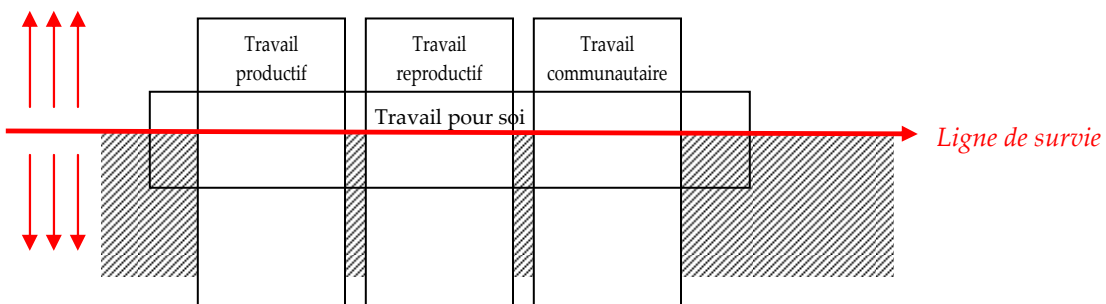 Travail
productif
Travail
reproductif
Travail
communautaire
Travail pour soi
Ligne de survie